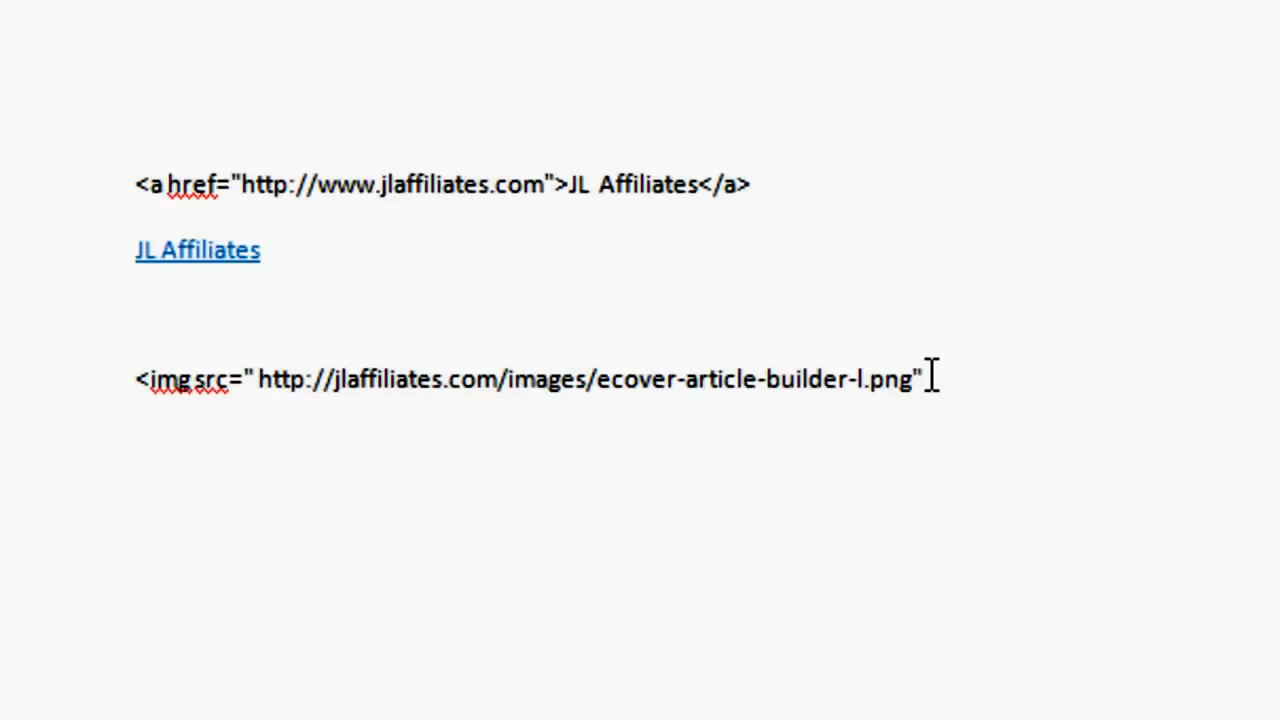 <a href="http://www.jlaffiliates.com">JL Affiliates</a>
JL Affiliates
<img src=" http://jlaffiliates.com/images/ecover-article-builder-l.png"